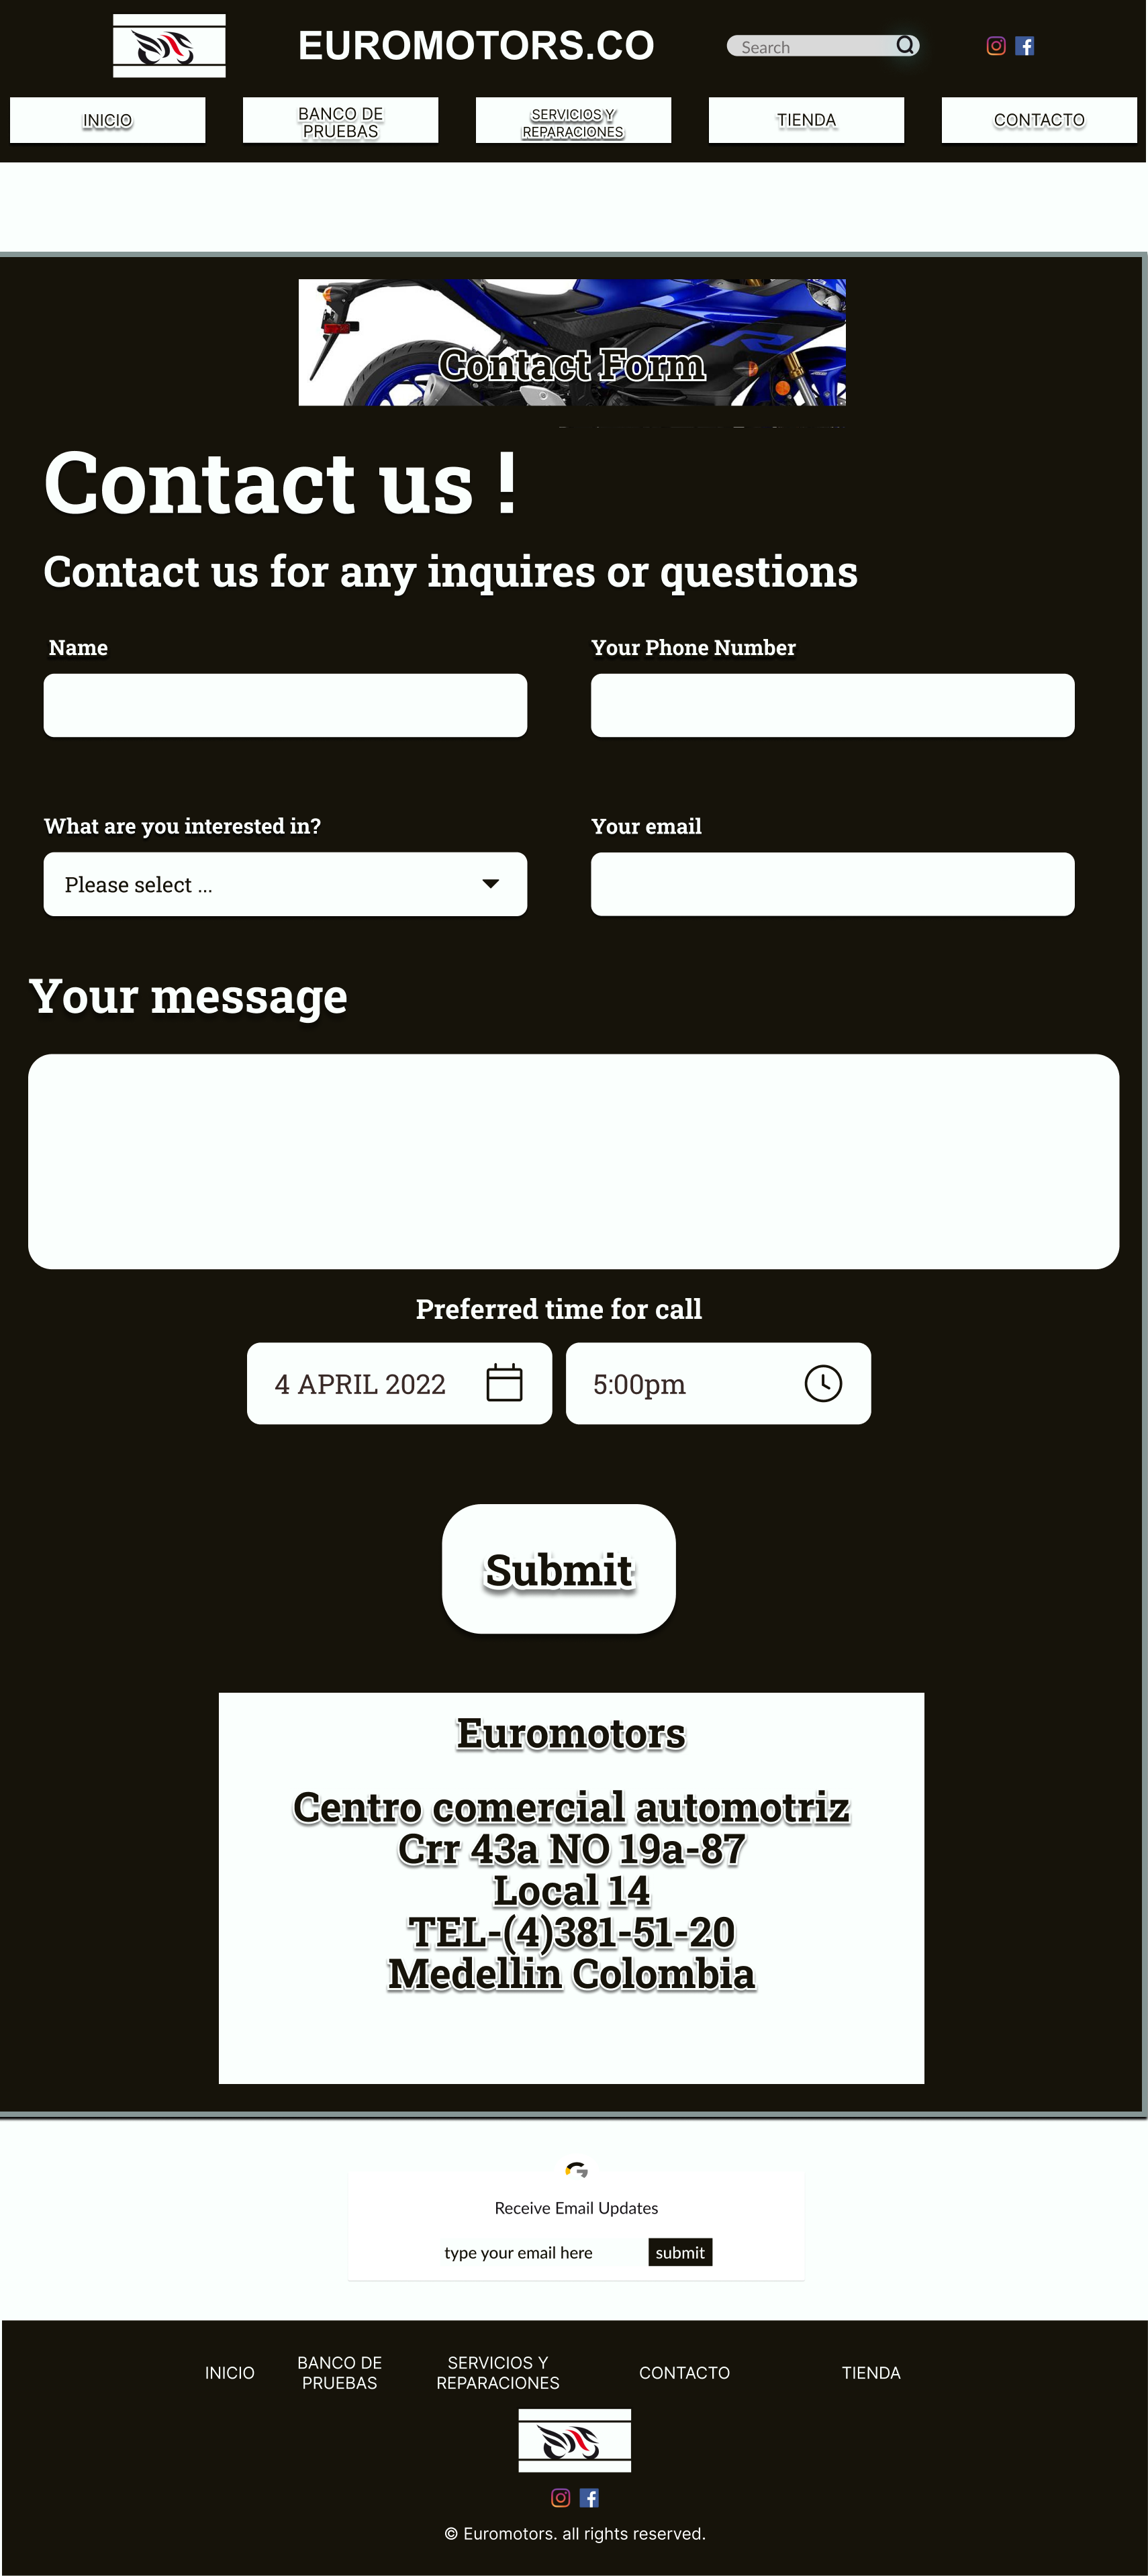 EUROMOTORS.CO
Search
INICIO
BANCO DE
PRUEBAS
SERVICIOS Y
REPARACIONES
TIENDA
CONTACTO
Contact Form
Contact us !
Contact us for any inquires or questions
Name
Your Phone Number
What are you interested in?
Your email
Please select ...
Your message
Preferred time for call
4 APRIL 2022
5:00pm
Submit
Euromotors
Centro comercial automotriz
Crr 43a NO 19a-87
Local 14
TEL-(4)381-51-20
Medellin Colombia
Receive Email Updates
type your email here
submit
INICIO
BANCO DE
PRUEBAS
SERVICIOS Y
REPARACIONES
CONTACTO
TIENDA
© Euromotors. all rights reserved.